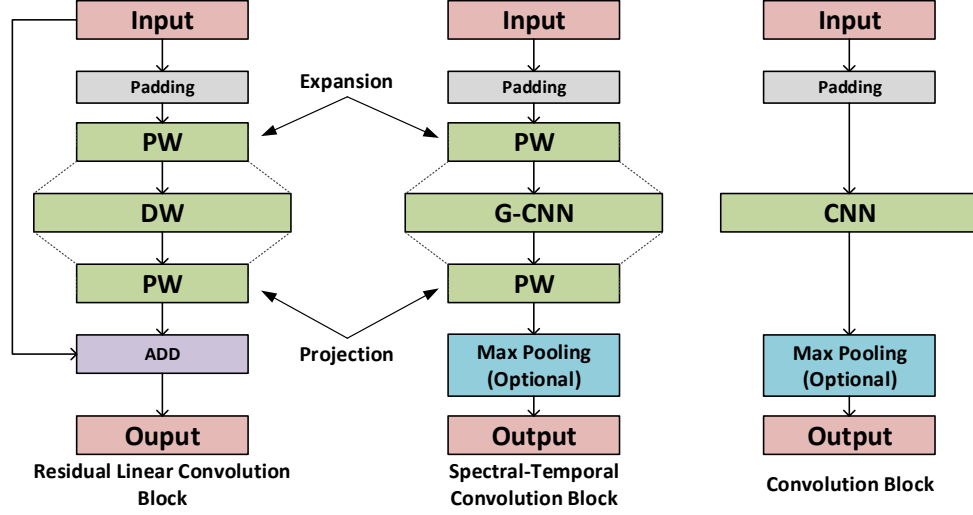 Input
Padding
PW
DW
PW
ADD
Ouput
Residual Linear Convolution
Block
Expansion
Projection
Input
Padding
PW
G-CNN
PW
Max Pooling
(Optional)
Output
Spectral-Temporal
Convolution Block
Input
Padding
CNN
Max Pooling
(Optional)
Output
Convolution Block